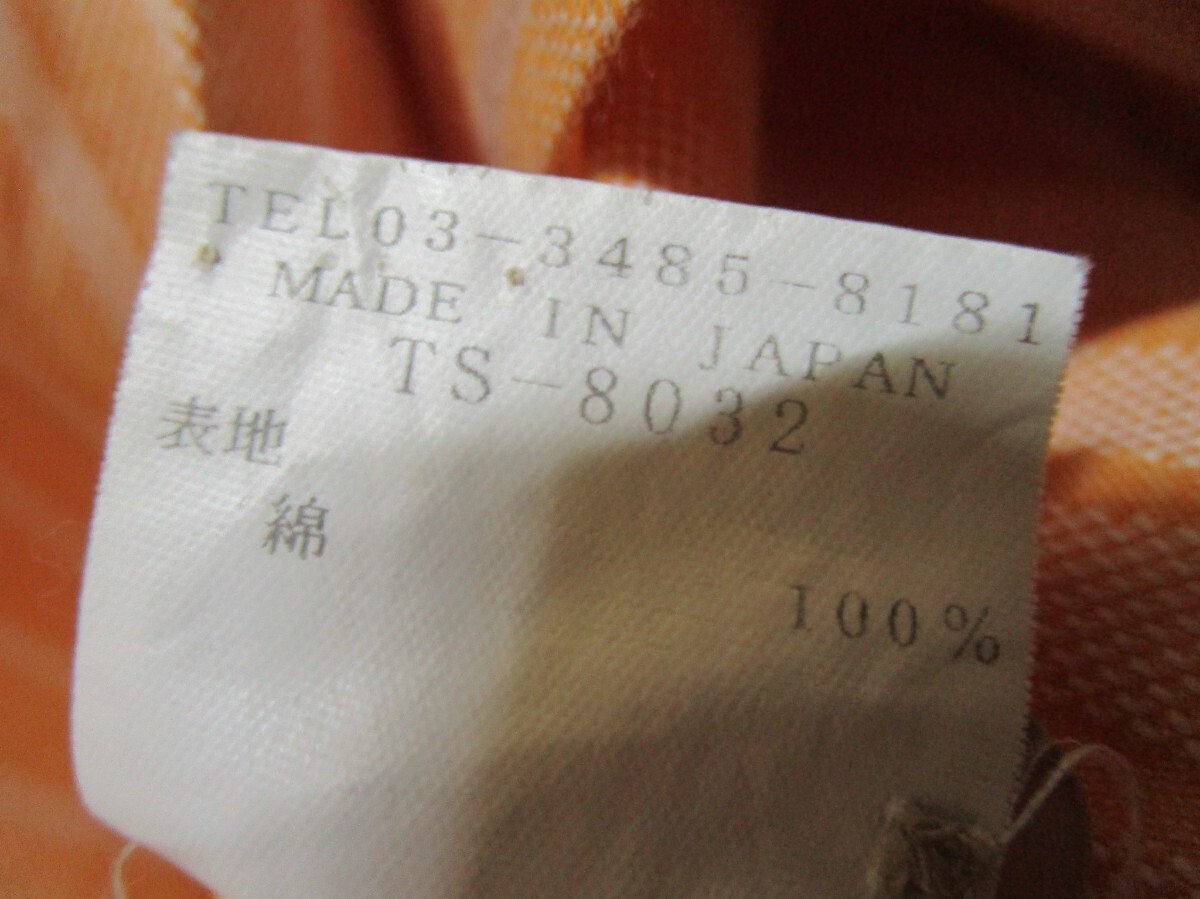 TEL03-3485-8181
MADE IN JAPAN
TS-8032
表地
綿
100%